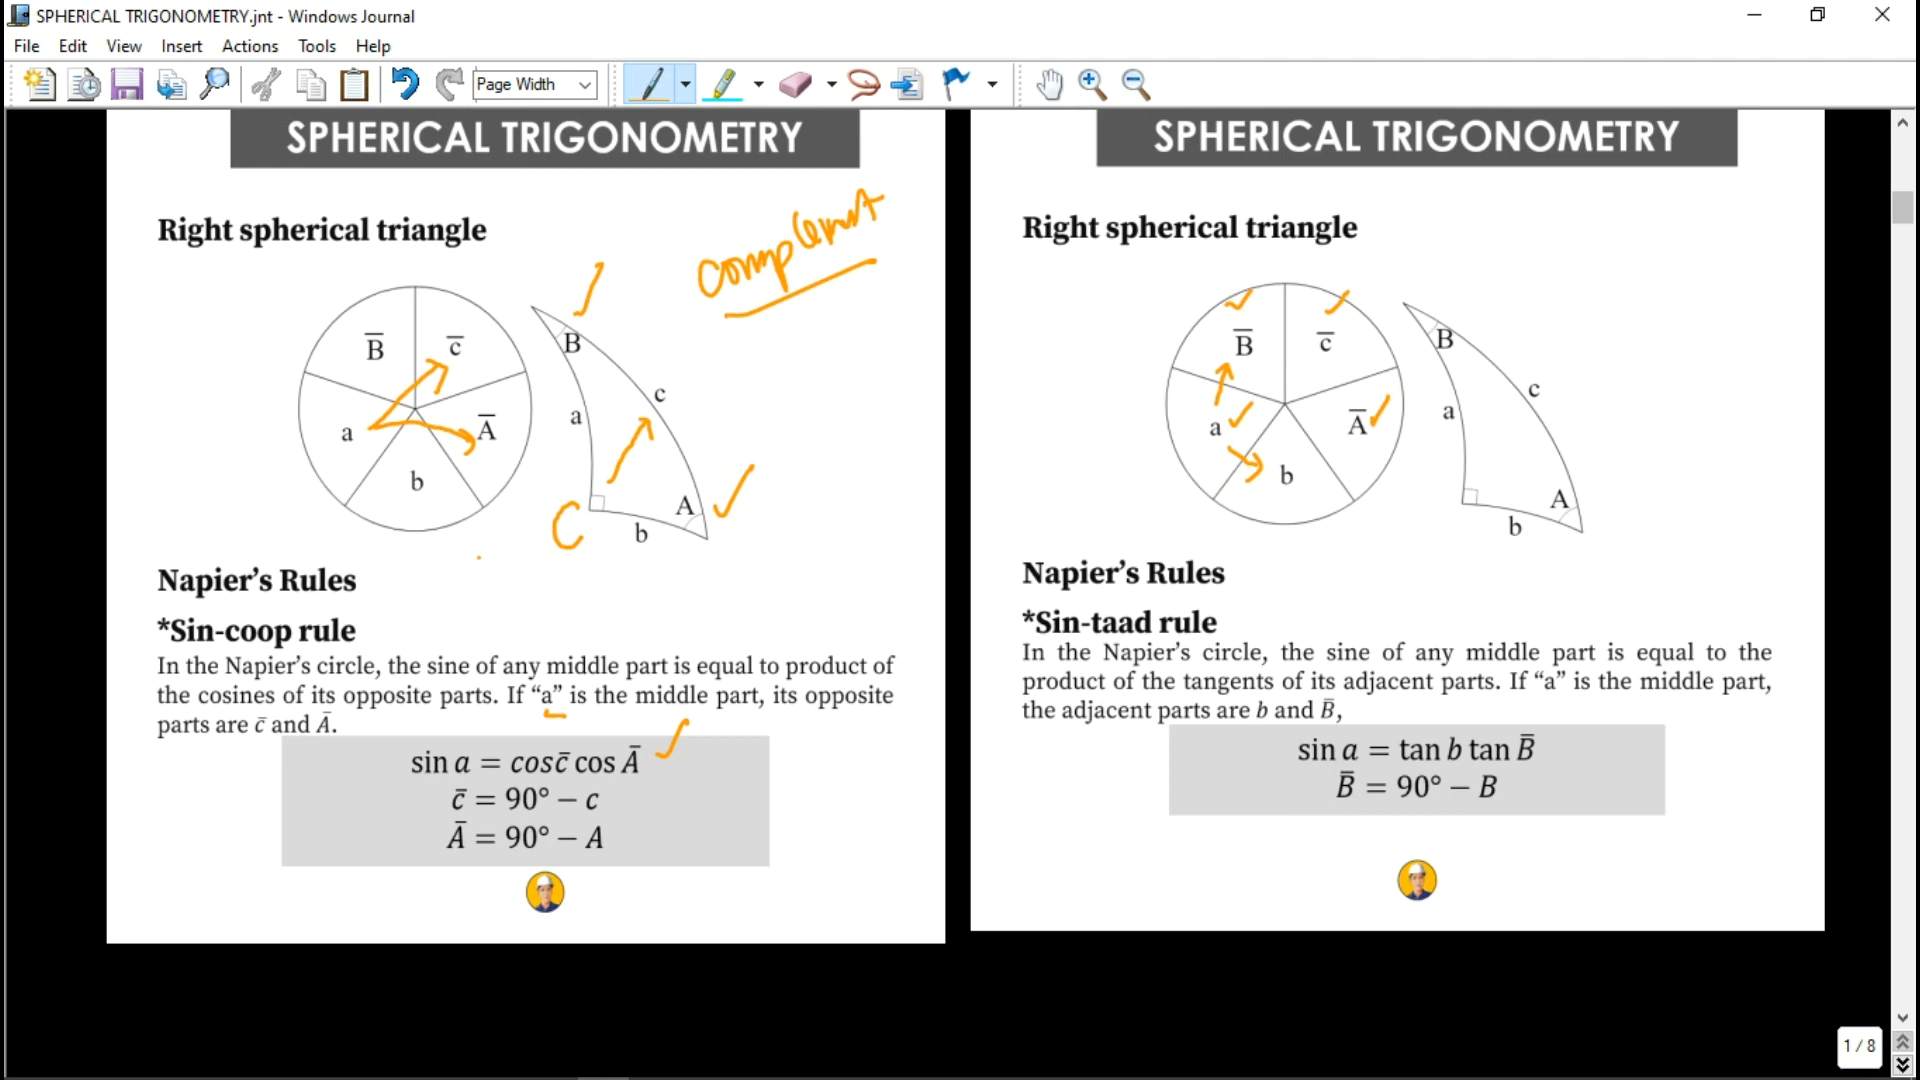 SPHERICAL TRIGONOMETRY.jnt - Windows Journal
File Edit View Insert Actions Tools Help
Page Width
SPHERICAL TRIGONOMETRY
Right spherical triangle
complement
B̅ c̅
a A̅
b
B
c
a
C
A
b
Napier’s Rules
*Sin-coop rule
In the Napier’s circle, the sine of any middle part is equal to product of
the cosines of its opposite parts. If “a” is the middle part, its opposite
parts are c̅ and A̅.
sin a = cosc̅ cos A̅
c̅ = 90° − c
A̅ = 90° − A
SPHERICAL TRIGONOMETRY
Right spherical triangle
B̅ c̅
a A̅
b
B
c
a
A
b
Napier’s Rules
*Sin-taad rule
In the Napier’s circle, the sine of any middle part is equal to the
product of the tangents of its adjacent parts. If “a” is the middle part,
the adjacent parts are b and B̅,
sin a = tan b tan B̅
B̅ = 90° − B
1 / 8